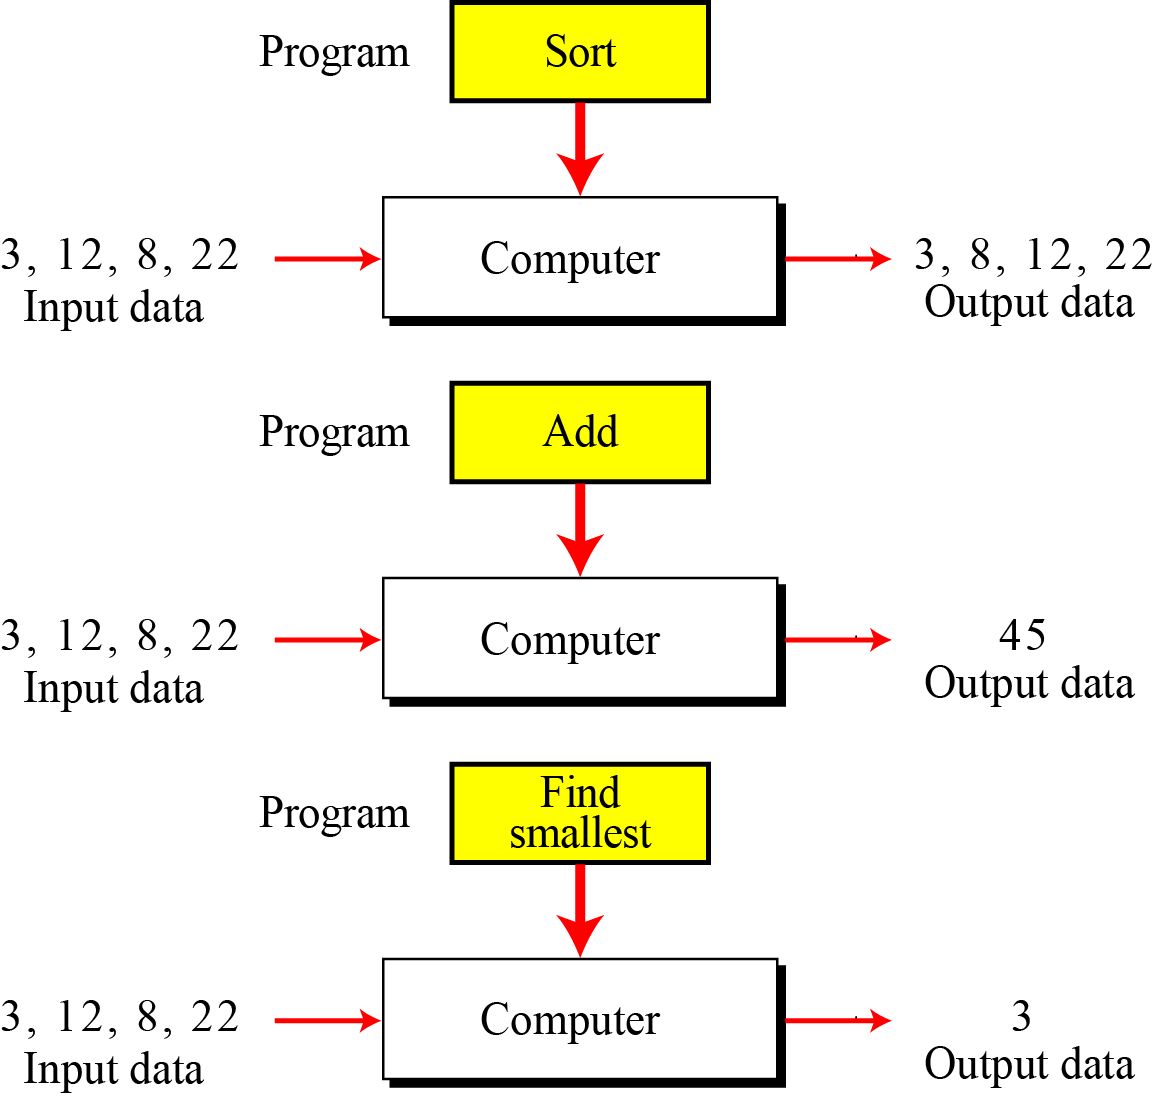 Program
Sort
3, 12, 8, 22
Input data
Computer
3, 8, 12, 22
Output data
Program
Add
3, 12, 8, 22
Input data
Computer
45
Output data
Program
Find
smallest
3, 12, 8, 22
Input data
Computer
3
Output data